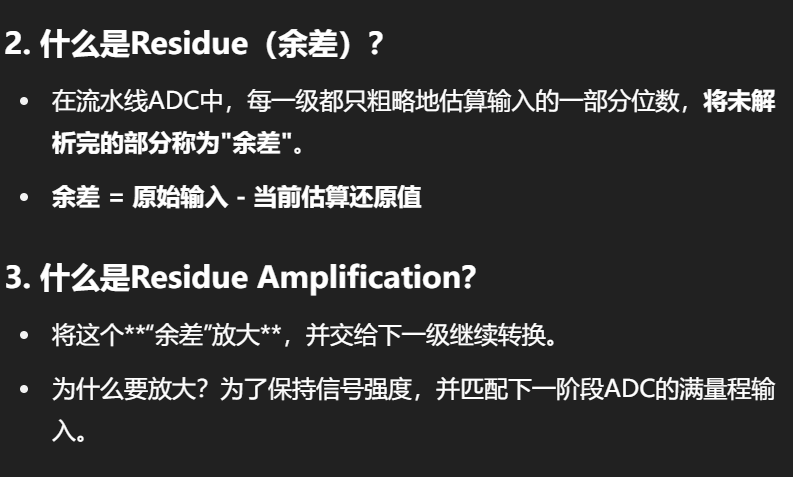 2. 什么是Residue（余差）?
• 在流水线ADC中，每一级都只粗略地估算输入的一部分位数，将未解
析完的部分称为"余差"。
• 余差 = 原始输入 - 当前估算还原值
3. 什么是Residue Amplification?
• 将这个**“余差”放大**，并交给下一级继续转换。
• 为什么要放大？为了保持信号强度，并匹配下一阶段ADC的满量程输
入。